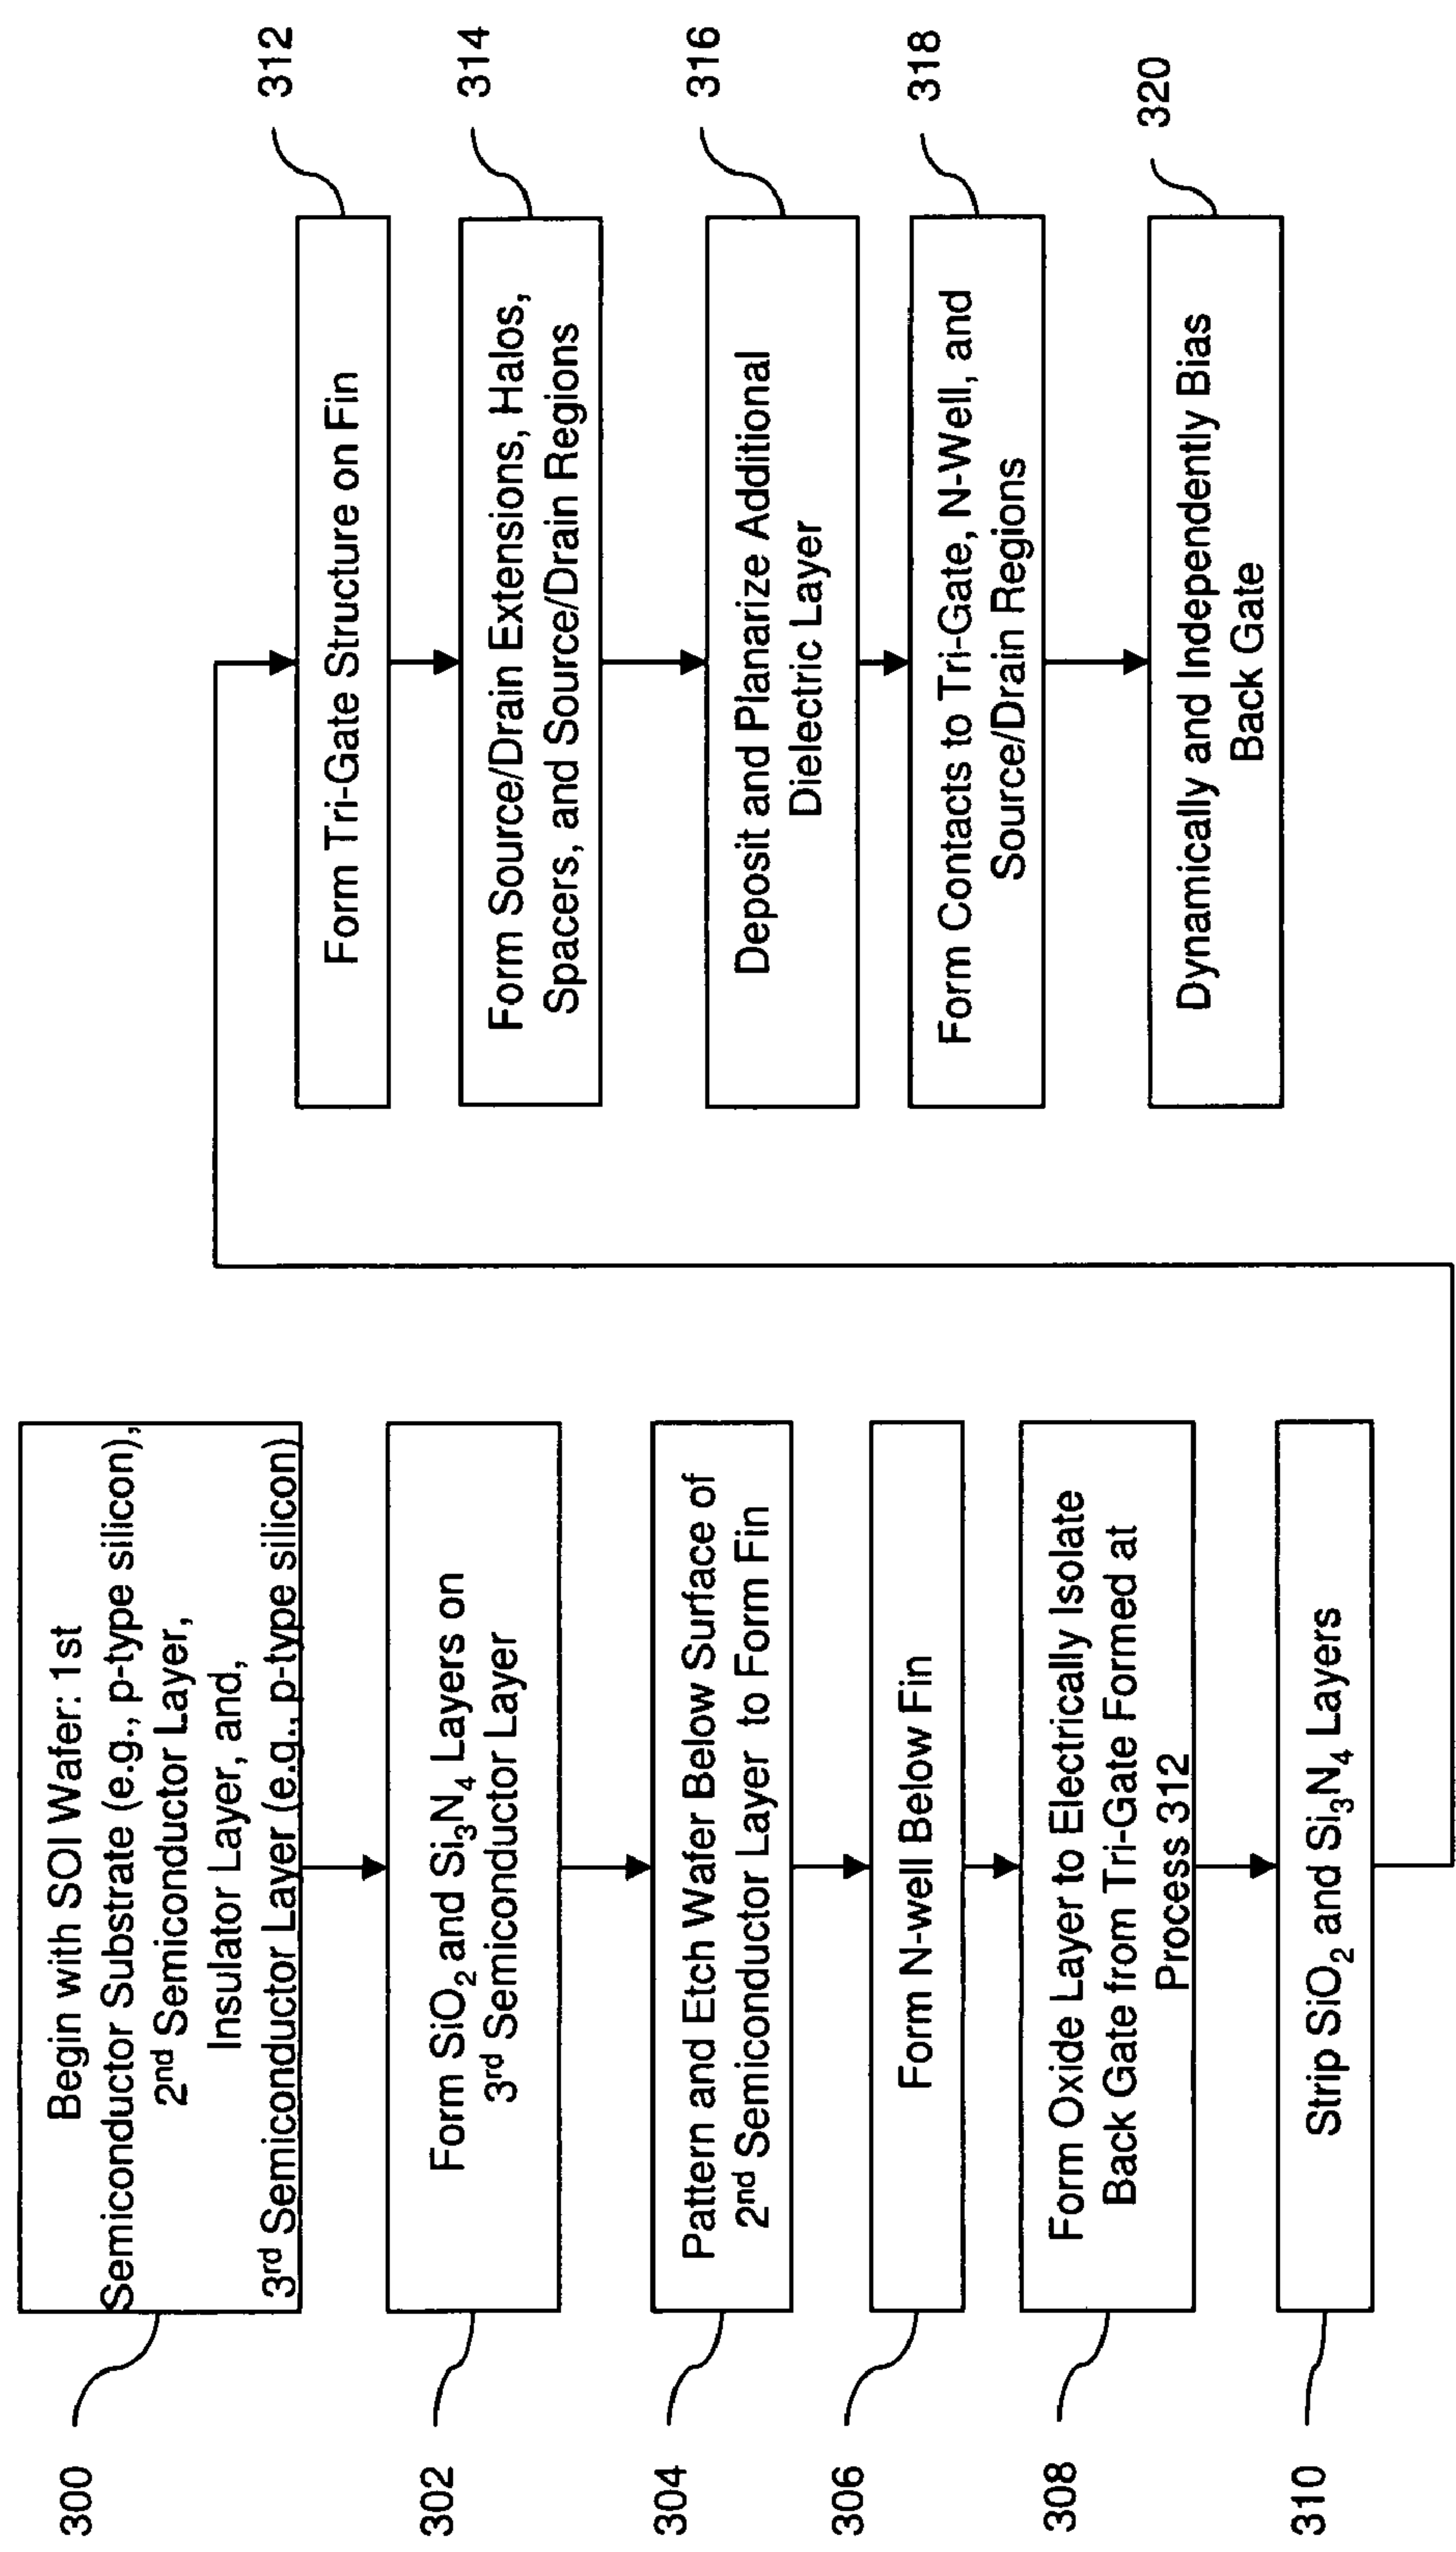 300
Begin with SOI Wafer: 1st
Semiconductor Substrate (e.g., p-type silicon),
2nd Semiconductor Layer,
Insulator Layer, and,
3rd Semiconductor Layer (e.g., p-type silicon)
302
Form SiO2 and Si3N4 Layers on
3rd Semiconductor Layer
304
Pattern and Etch Wafer Below Surface of
2nd Semiconductor Layer to Form Fin
306
Form N-well Below Fin
308
Form Oxide Layer to Electrically Isolate
Back Gate from Tri-Gate Formed at
Process 312
310
Strip SiO2 and Si3N4 Layers
312
Form Tri-Gate Structure on Fin
314
Form Source/Drain Extensions, Halos,
Spacers, and Source/Drain Regions
316
Deposit and Planarize Additional
Dielectric Layer
318
Form Contacts to Tri-Gate, N-Well, and
Source/Drain Regions
320
Dynamically and Independently Bias
Back Gate